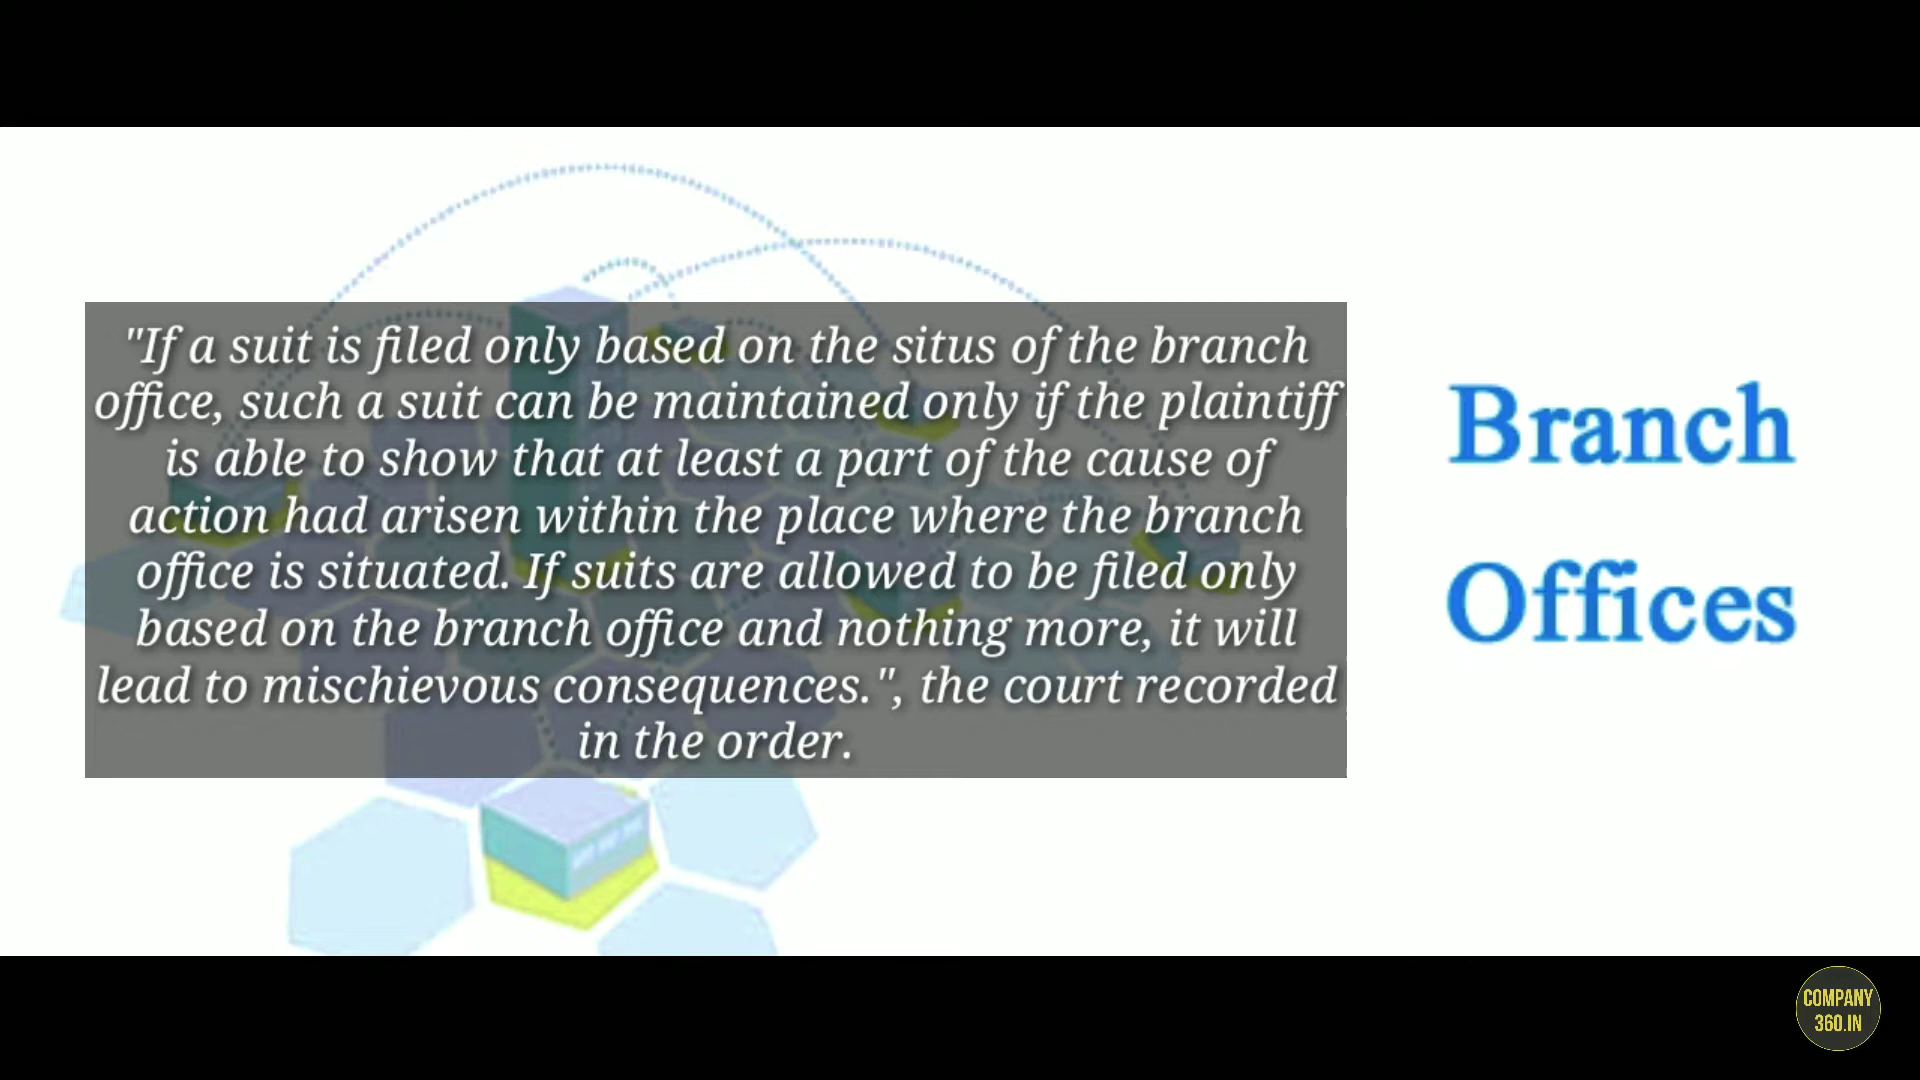 "If a suit is filed only based on the situs of the branch
office, such a suit can be maintained only if the plaintiff
is able to show that at least a part of the cause of
action had arisen within the place where the branch
office is situated. If suits are allowed to be filed only
based on the branch office and nothing more, it will
lead to mischievous consequences.", the court recorded
in the order.
Branch
Offices
COMPANY
360.IN